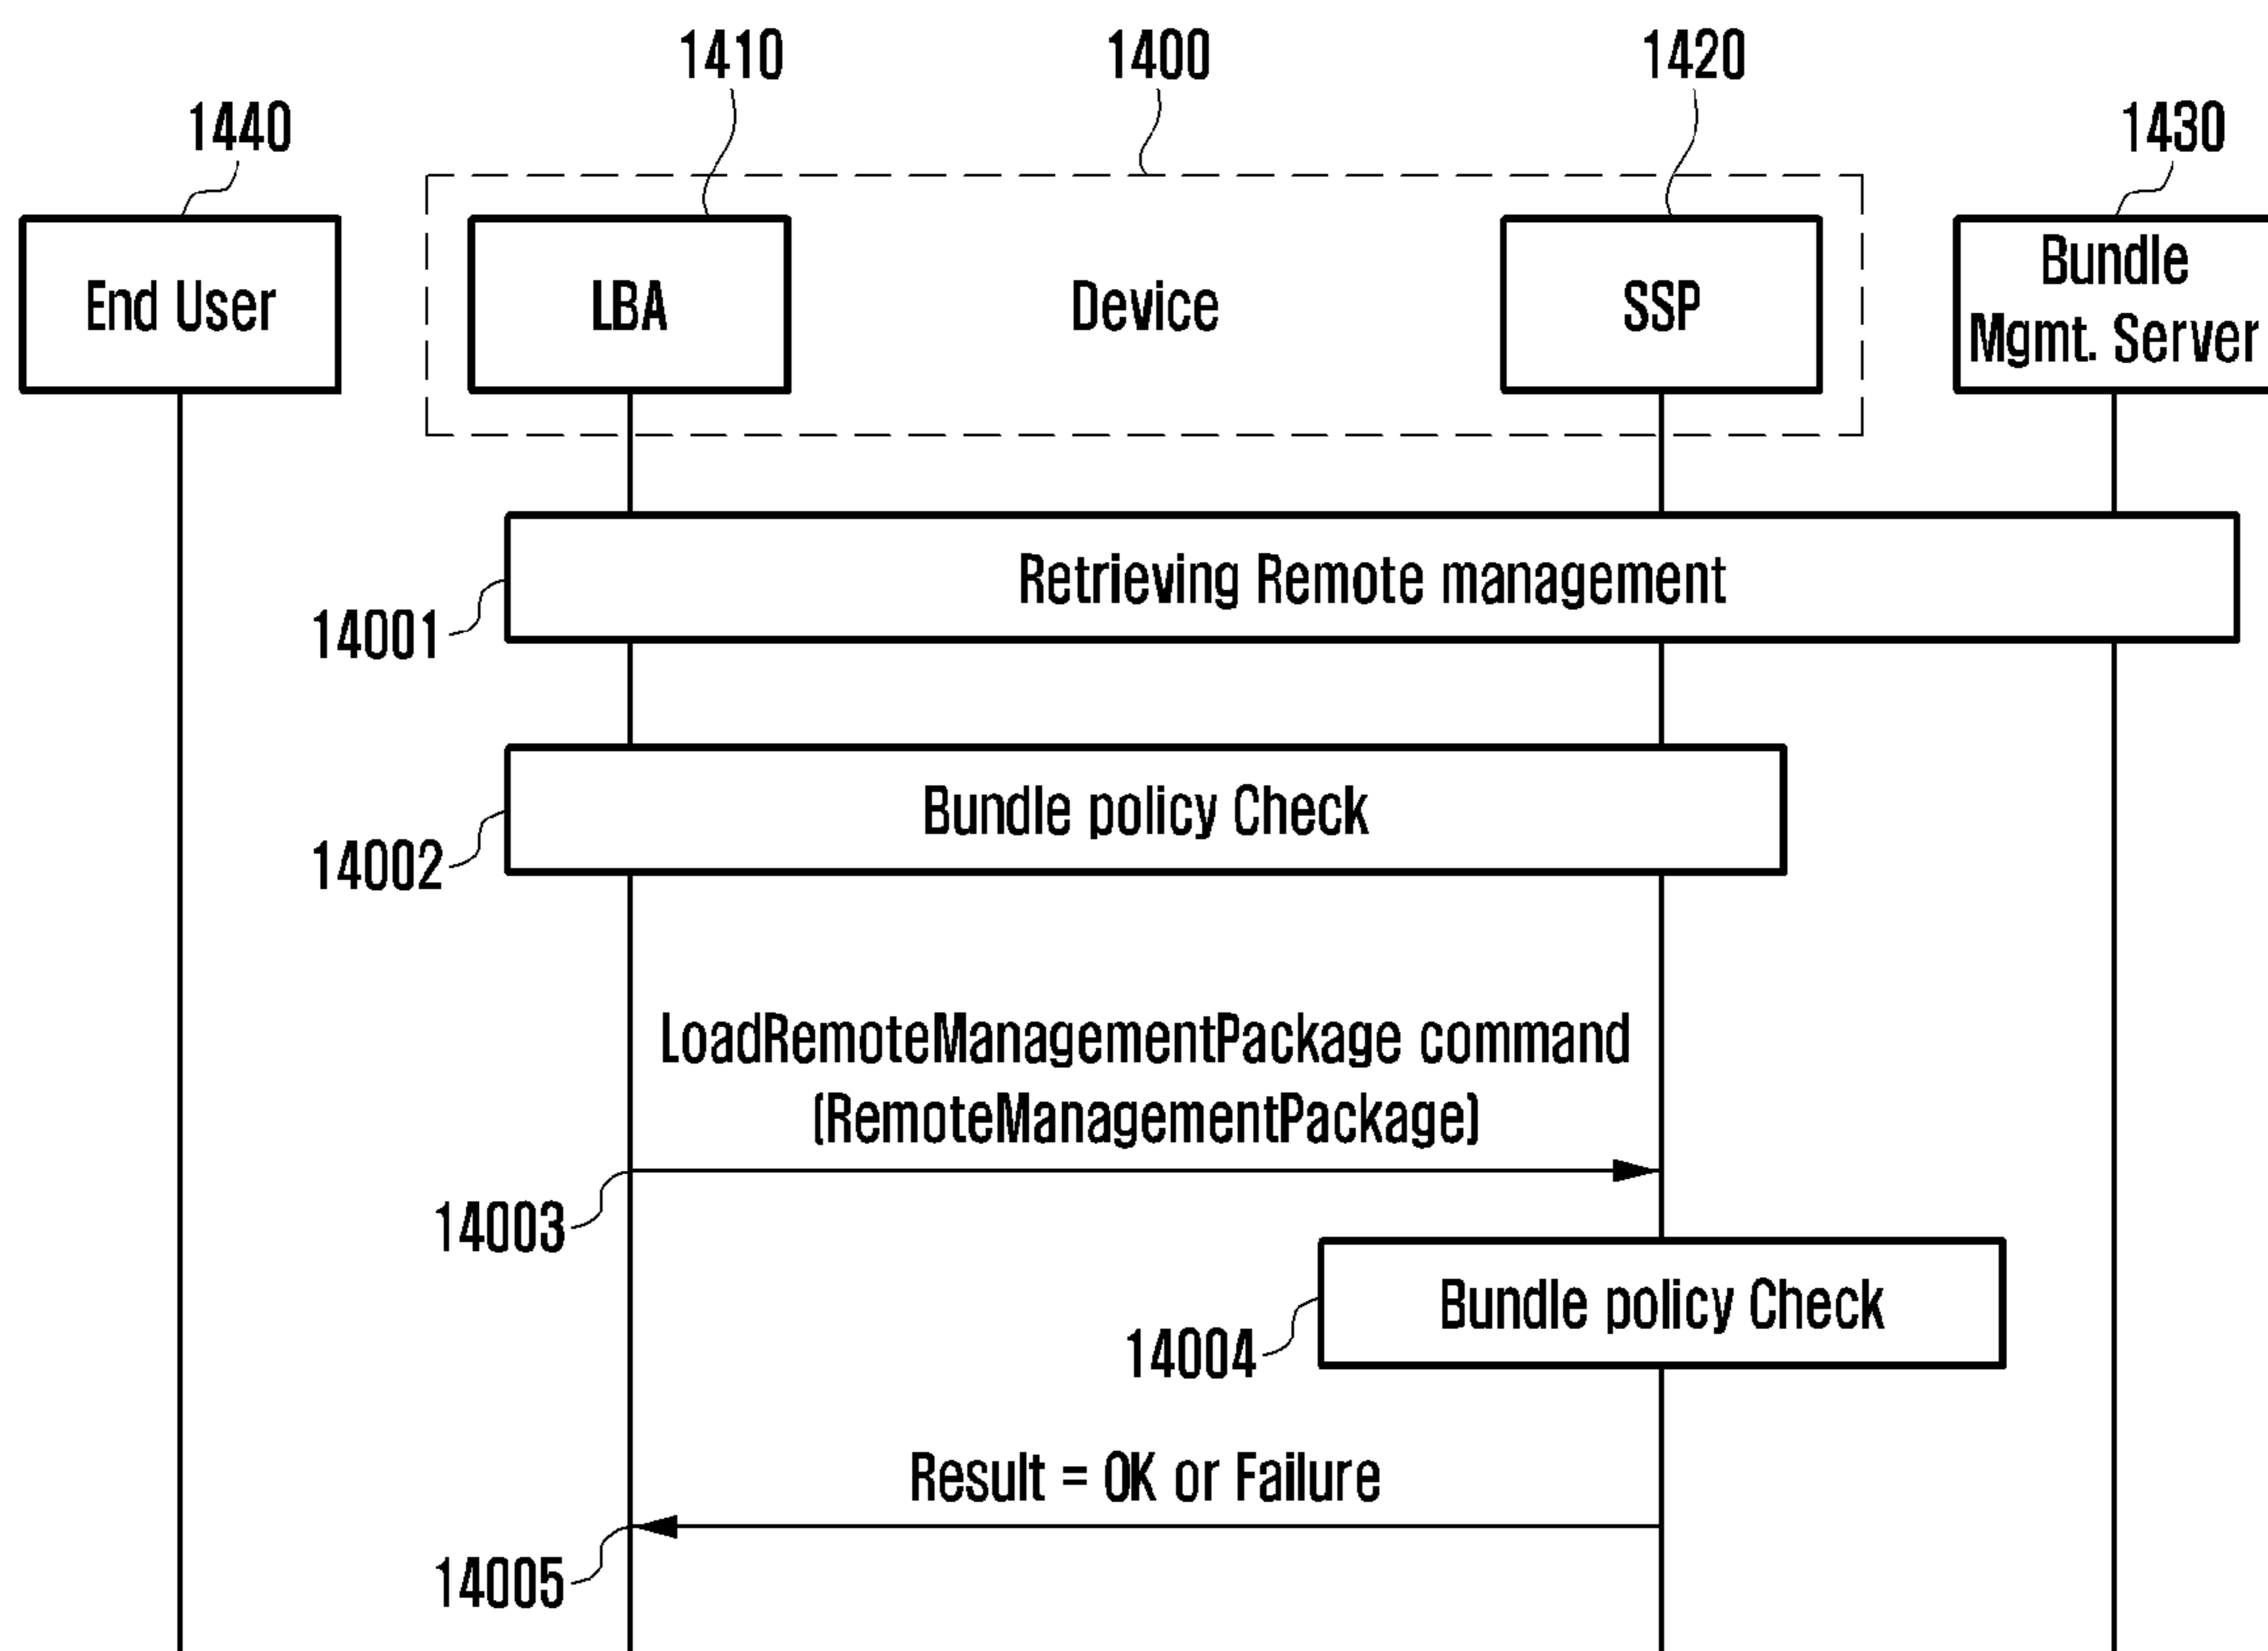 1410
1400
1420
1440
1430
End User
LBA
Device
SSP
Bundle
Mgmt. Server
Retrieving Remote management
14001
Bundle policy Check
14002
LoadRemoteManagementPackage command
(RemoteManagementPackage)
14003
Bundle policy Check
14004
Result = OK or Failure
14005